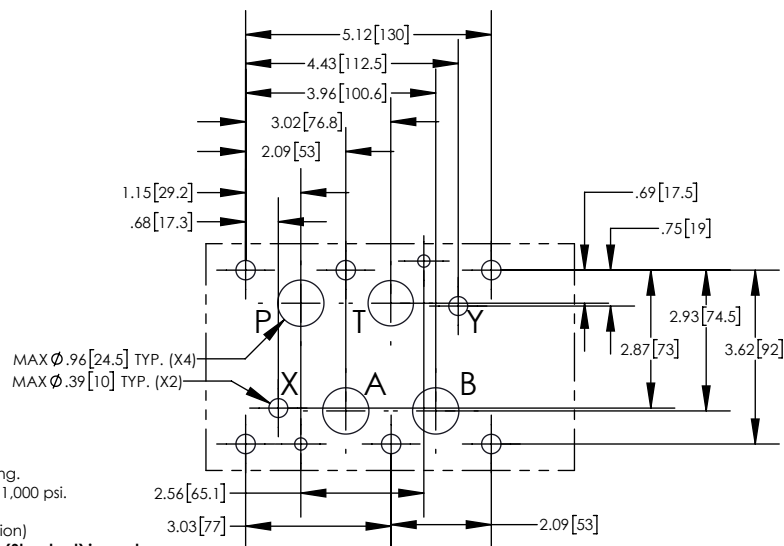 5.12[130]
4.43[112.5]
3.96[100.6]
3.02[76.8]
2.09[53]
1.15[29.2]
.68[17.3]
.69[17.5]
.75[19]
P T Y
2.93[74.5]
2.87[73]
3.62[92]
MAX Ø.96[24.5] TYP. (X4)
MAX Ø.39[10] TYP. (X2)
X A B
ng.
1,000 psi.
2.56[65.1]
ion)
3.03[77]
2.09[53]